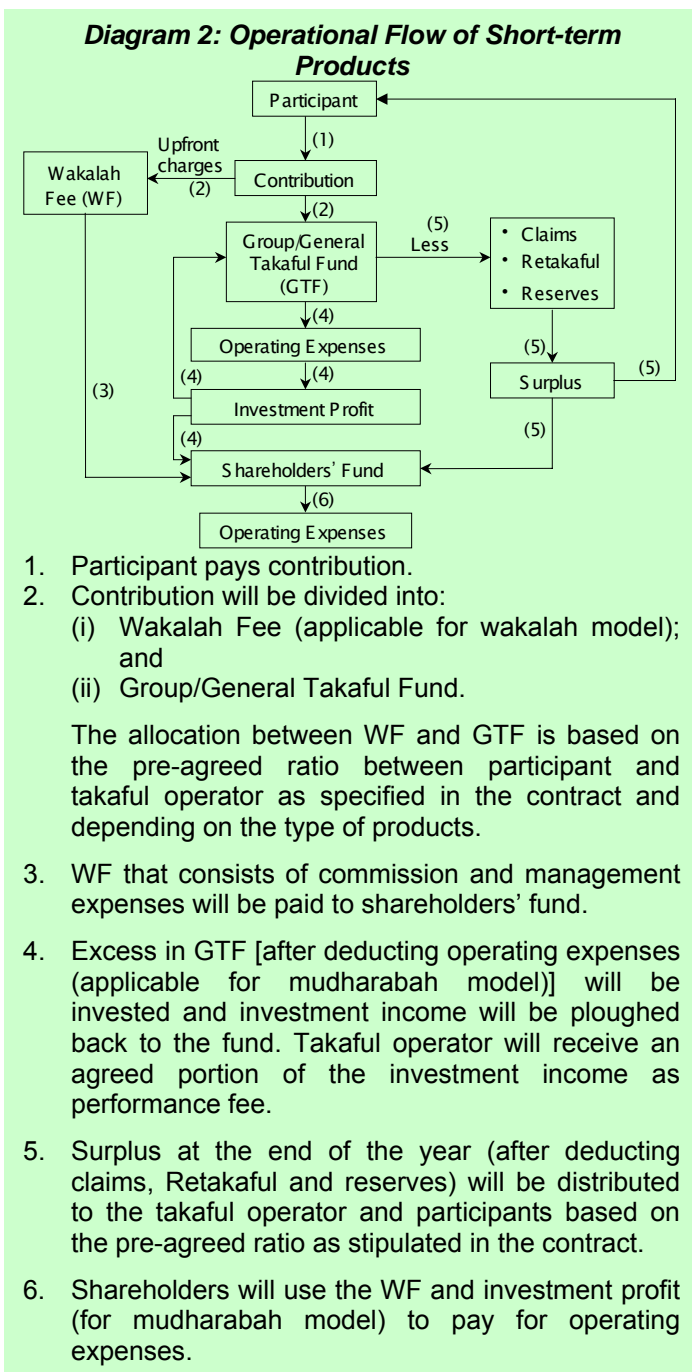 Diagram 2: Operational Flow of Short-term
Products
Participant
(1)
Upfront
charges
(2)
Wakalah
Fee (WF)
Contribution
(2)
Group/General
Takaful Fund
(GTF)
(5)
Less
• Claims
• Retakaful
• Reserves
(4)
Operating Expenses
(5)
(4)
(4)
Surplus
(5)
(3)
Investment Profit
(4)
(5)
Shareholders' Fund
(6)
Operating Expenses
1. Participant pays contribution.
2. Contribution will be divided into:
(i) Wakalah Fee (applicable for wakalah model);
and
(ii) Group/General Takaful Fund.
The allocation between WF and GTF is based on
the pre-agreed ratio between participant and
takaful operator as specified in the contract and
depending on the type of products.
3. WF that consists of commission and management
expenses will be paid to shareholders' fund.
4. Excess in GTF [after deducting operating expenses
(applicable for mudharabah model)] will be
invested and investment income will be ploughed
back to the fund. Takaful operator will receive an
agreed portion of the investment income as
performance fee.
5. Surplus at the end of the year (after deducting
claims, Retakaful and reserves) will be distributed
to the takaful operator and participants based on
the pre-agreed ratio as stipulated in the contract.
6. Shareholders will use the WF and investment profit
(for mudharabah model) to pay for operating
expenses.